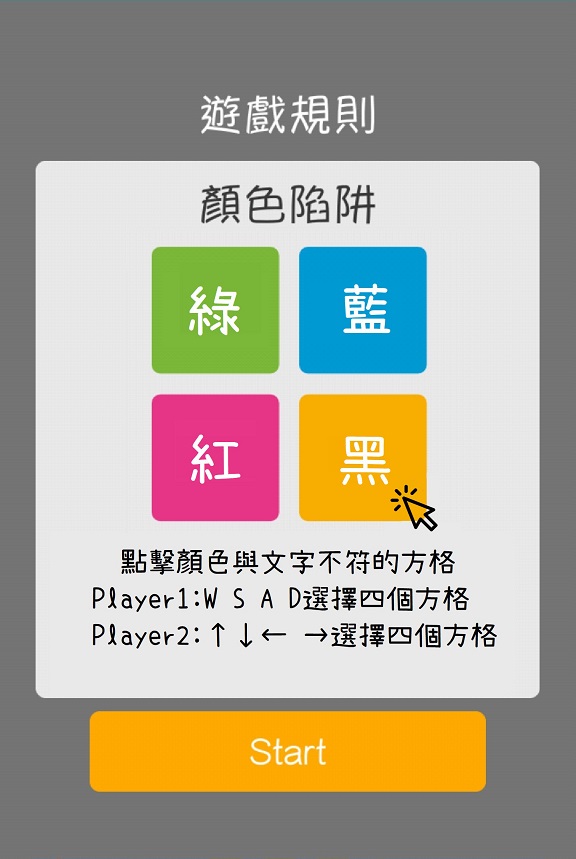 遊戲規則
顏色陷阱
綠 藍
紅 黑
點擊顏色與文字不符的方格
Player1:W S A D選擇四個方格
Player2:↑↓← →選擇四個方格
Start